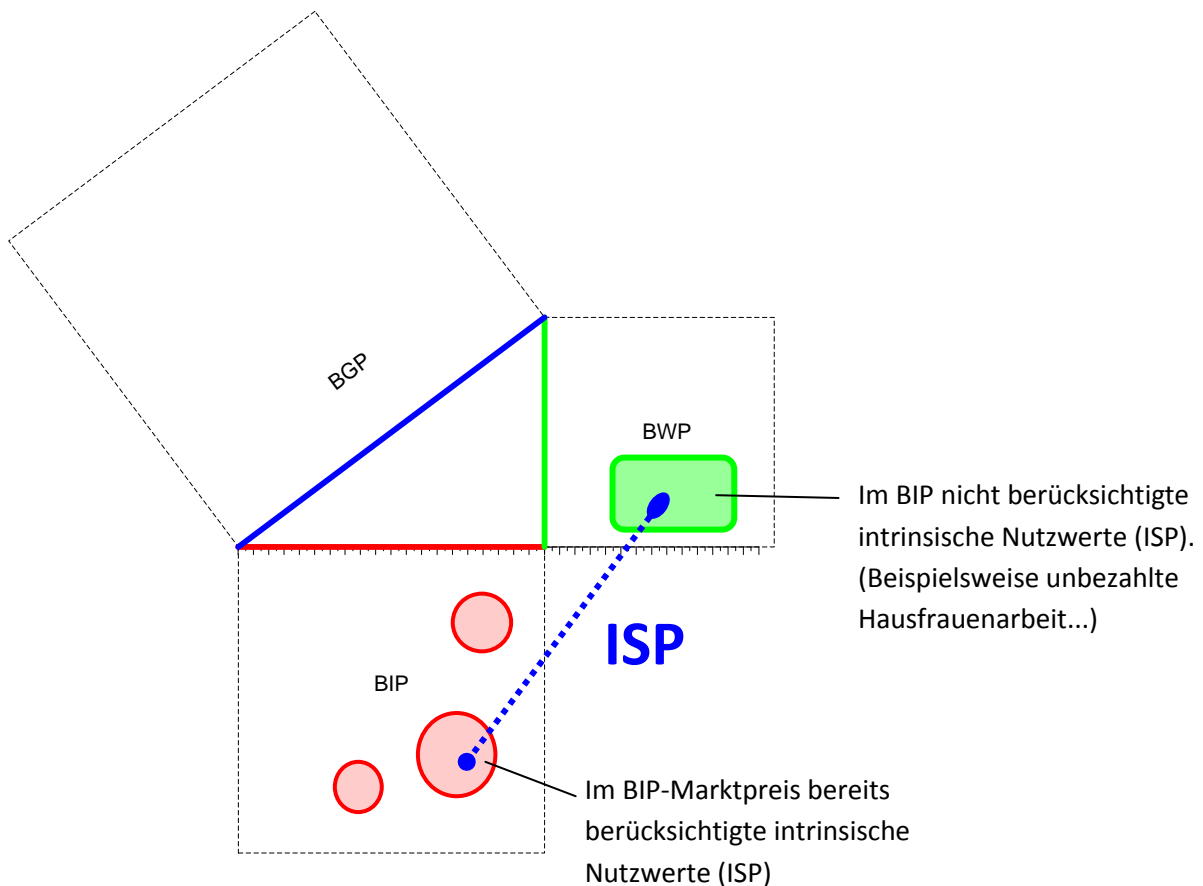 BGP
BWP
Im BIP nicht berücksichtigte
intrinsische Nutzwerte (ISP).
(Beispielsweise unbezahlte
Hausfrauenarbeit...)
ISP
BIP
Im BIP-Marktpreis bereits
berücksichtigte intrinsische
Nutzwerte (ISP)